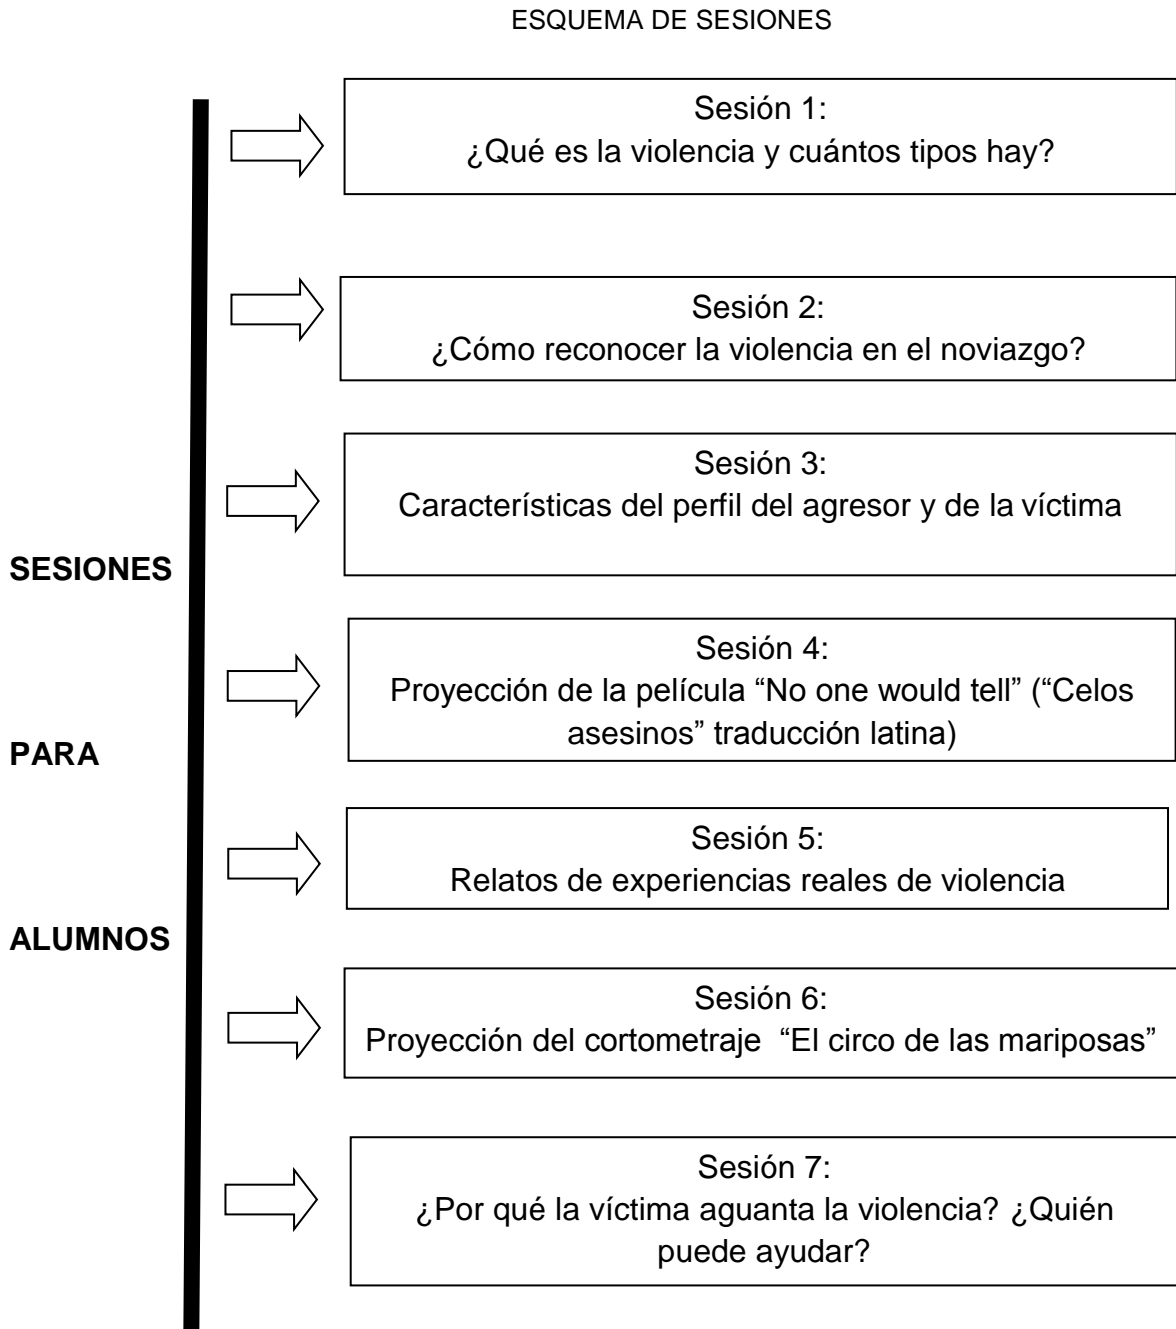 ESQUEMA DE SESIONES
Sesión 1:
¿Qué es la violencia y cuántos tipos hay?
Sesión 2:
¿Cómo reconocer la violencia en el noviazgo?
Sesión 3:
Características del perfil del agresor y de la víctima
SESIONES
Sesión 4:
Proyección de la película “No one would tell” (“Celos
asesinos” traducción latina)
PARA
Sesión 5:
Relatos de experiencias reales de violencia
ALUMNOS
Sesión 6:
Proyección del cortometraje “El circo de las mariposas”
Sesión 7:
¿Por qué la víctima aguanta la violencia? ¿Quién
puede ayudar?